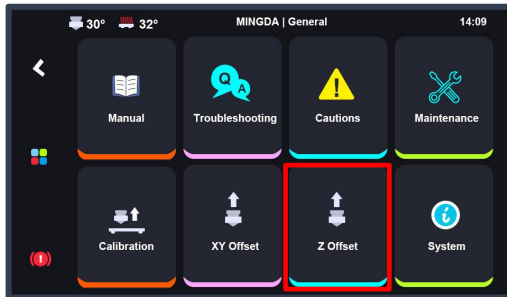 30° 32° MINGDA | General 14:09
Q A
Manual Troubleshooting Cautions Maintenance
Calibration XY Offset Z Offset System